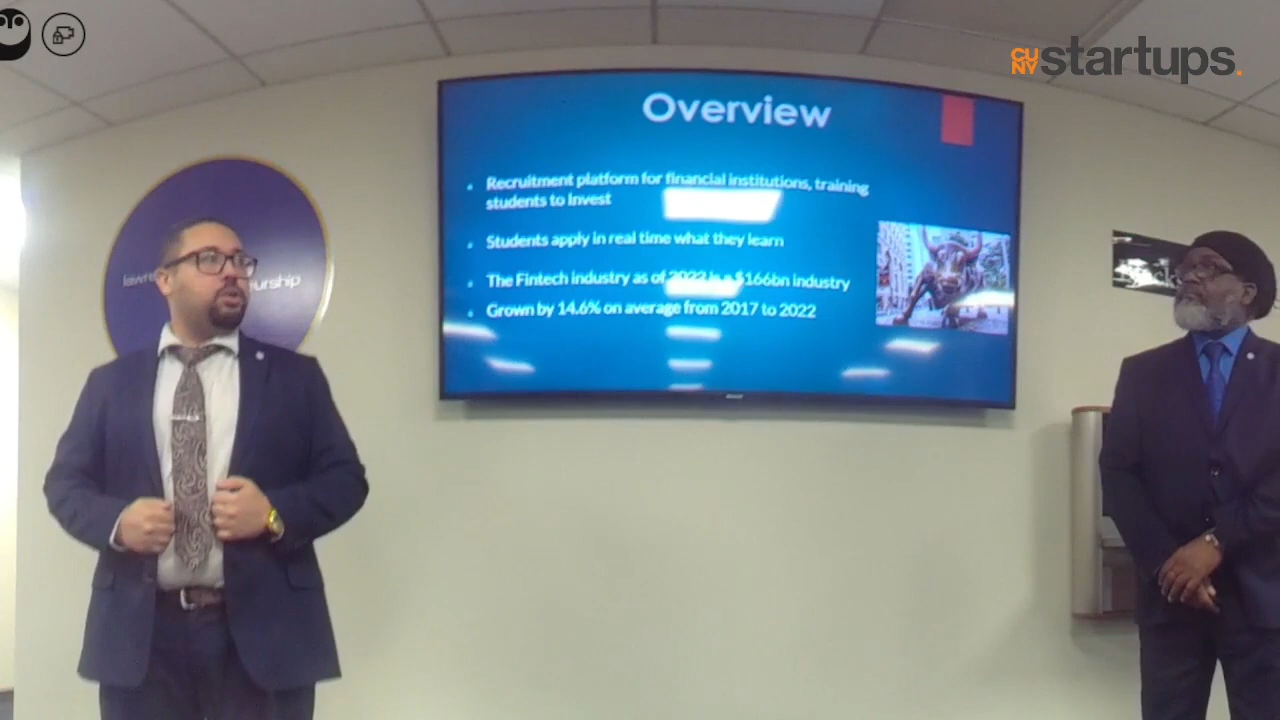 CU
NY startups.
Overview
Recruitment platform for financial institutions, training
students to Invest
Students apply in real time what they learn
The Fintech industry as of 2022 is a $166bn industry
Grown by 14.6% on average from 2017 to 2022